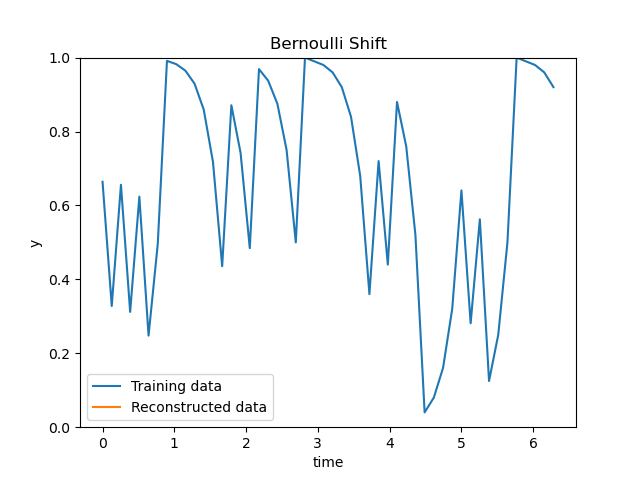 Bernoulli Shift
1.0
0.8
0.6
0.4
0.2
0.0
y
Training data
Reconstructed data
0 1 2 3 4 5 6
time